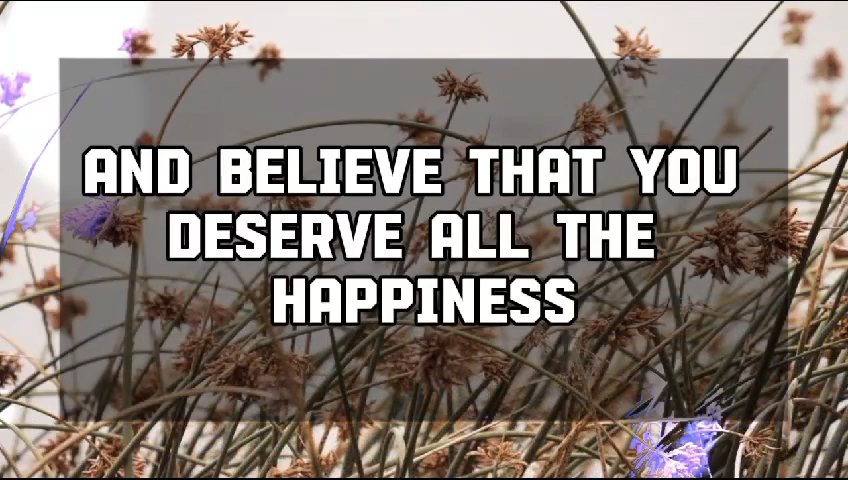 AND BELIEVE THAT YOU
DESERVE ALL THE
HAPPINESS